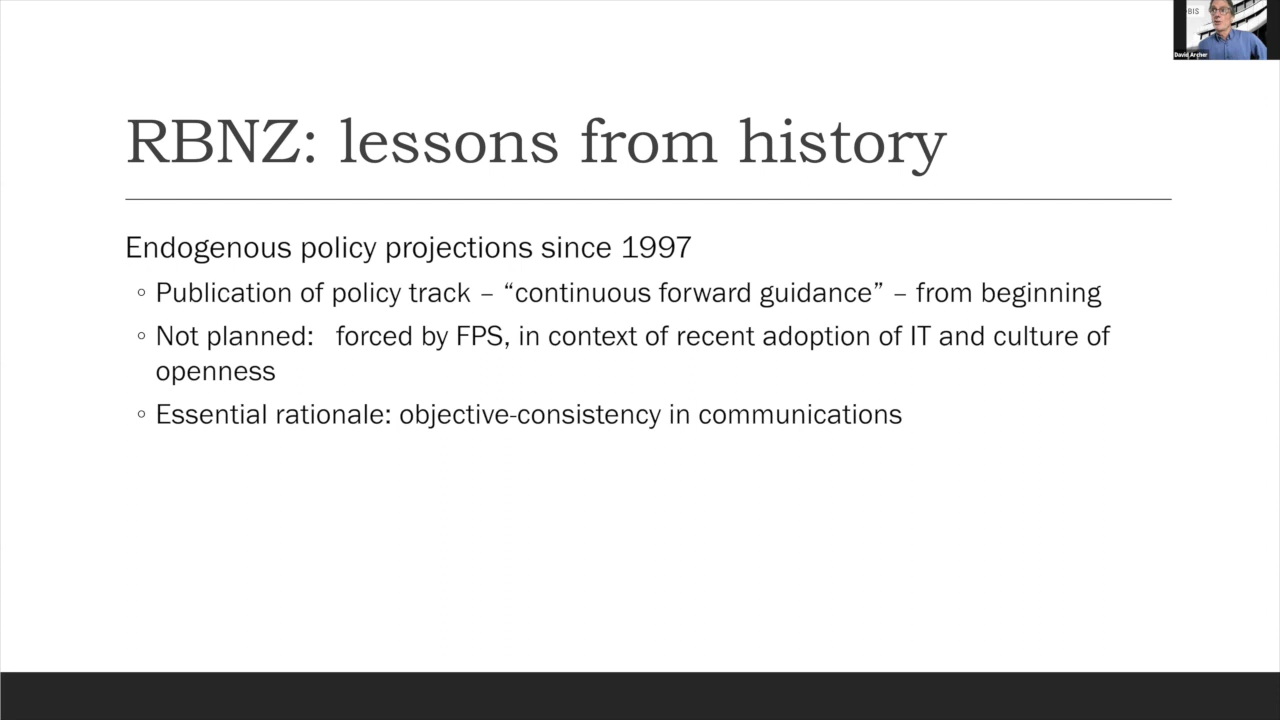 BIS
David Archer
RBNZ: lessons from history
Endogenous policy projections since 1997
◦ Publication of policy track – “continuous forward guidance” – from beginning
◦ Not planned: forced by FPS, in context of recent adoption of IT and culture of
openness
◦ Essential rationale: objective-consistency in communications